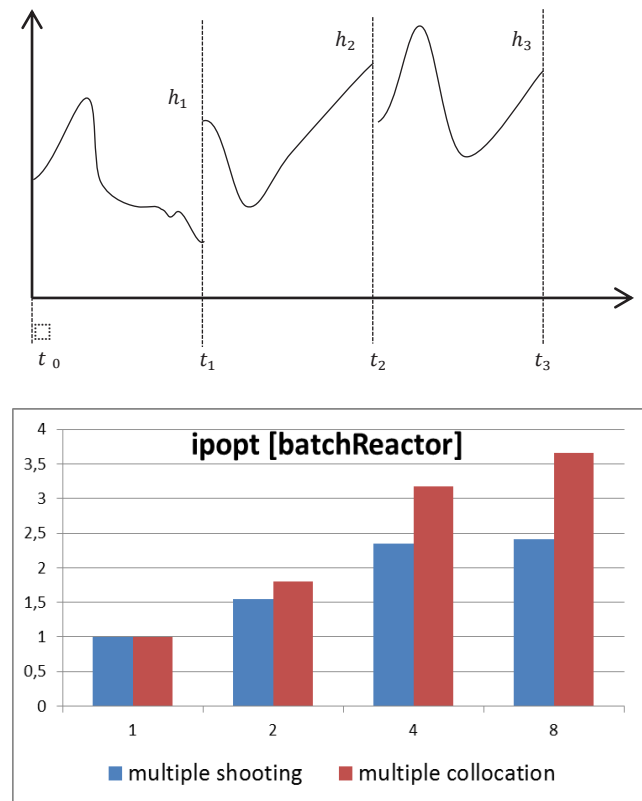 h₂ h₃
h₁
t ₀ t₁ t₂ t₃
ipopt [batchReactor]
4
3,5
3
2,5
2
1,5
1
0,5
0
1 2 4 8
multiple shooting multiple collocation